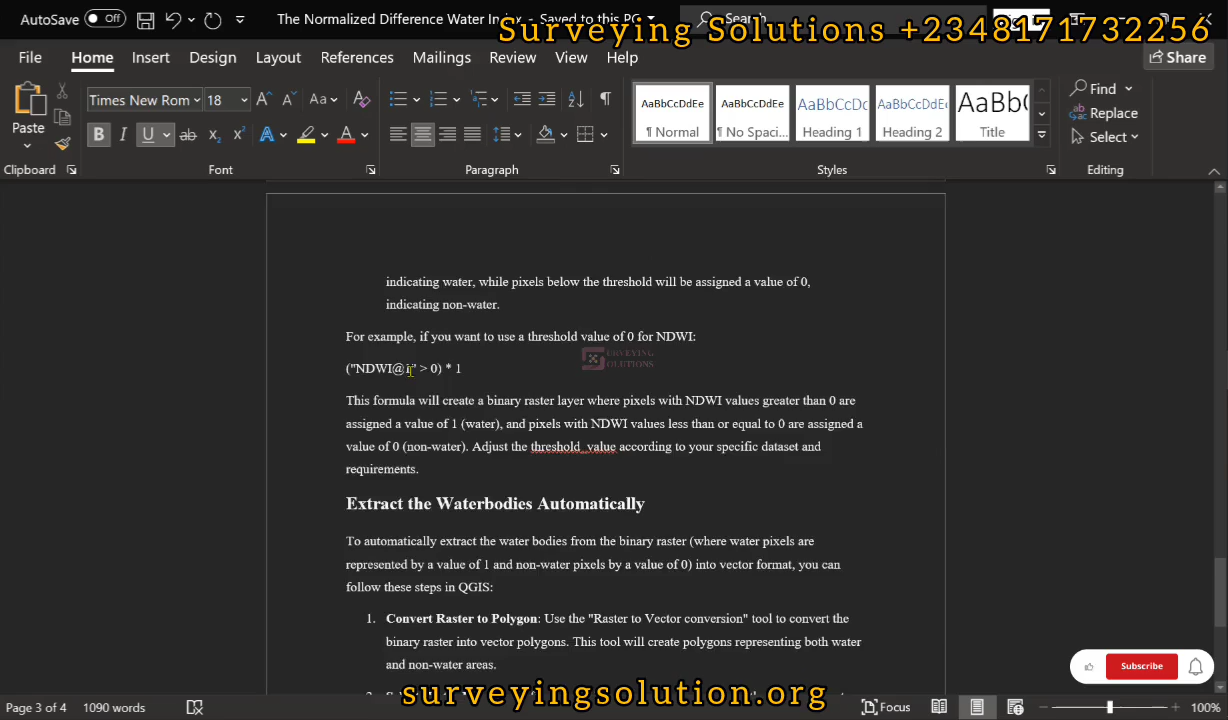 AutoSave Off The Normalized Difference Water Index - Saved to this PC Search
Surveying Solutions +2348171732256
File Home Insert Design Layout References Mailings Review View Help Share
Times New Rom 18 Aa AaBbCcDdEe AaBbCcDdEe AaBbCcDc AaBbCcDdEe AaBb( Find
Paste ¶ Normal ¶ No Spaci... Heading 1 Heading 2 Title Replace
B I U ab x₂ x² A A Select
Clipboard Font Paragraph Styles Editing
indicating water, while pixels below the threshold will be assigned a value of 0,
indicating non-water.
For example, if you want to use a threshold value of 0 for NDWI:
SURVEYING
SOLUTIONS
("NDWI@1" > 0) * 1
This formula will create a binary raster layer where pixels with NDWI values greater than 0 are
assigned a value of 1 (water), and pixels with NDWI values less than or equal to 0 are assigned a
value of 0 (non-water). Adjust the threshold_value according to your specific dataset and
requirements.
Extract the Waterbodies Automatically
To automatically extract the water bodies from the binary raster (where water pixels are
represented by a value of 1 and non-water pixels by a value of 0) into vector format, you can
follow these steps in QGIS:
1. Convert Raster to Polygon: Use the "Raster to Vector conversion" tool to convert the
binary raster into vector polygons. This tool will create polygons representing both water
and non-water areas.
Subscribe
surveyingsolution.org
Page 3 of 4 1090 words Focus 100%